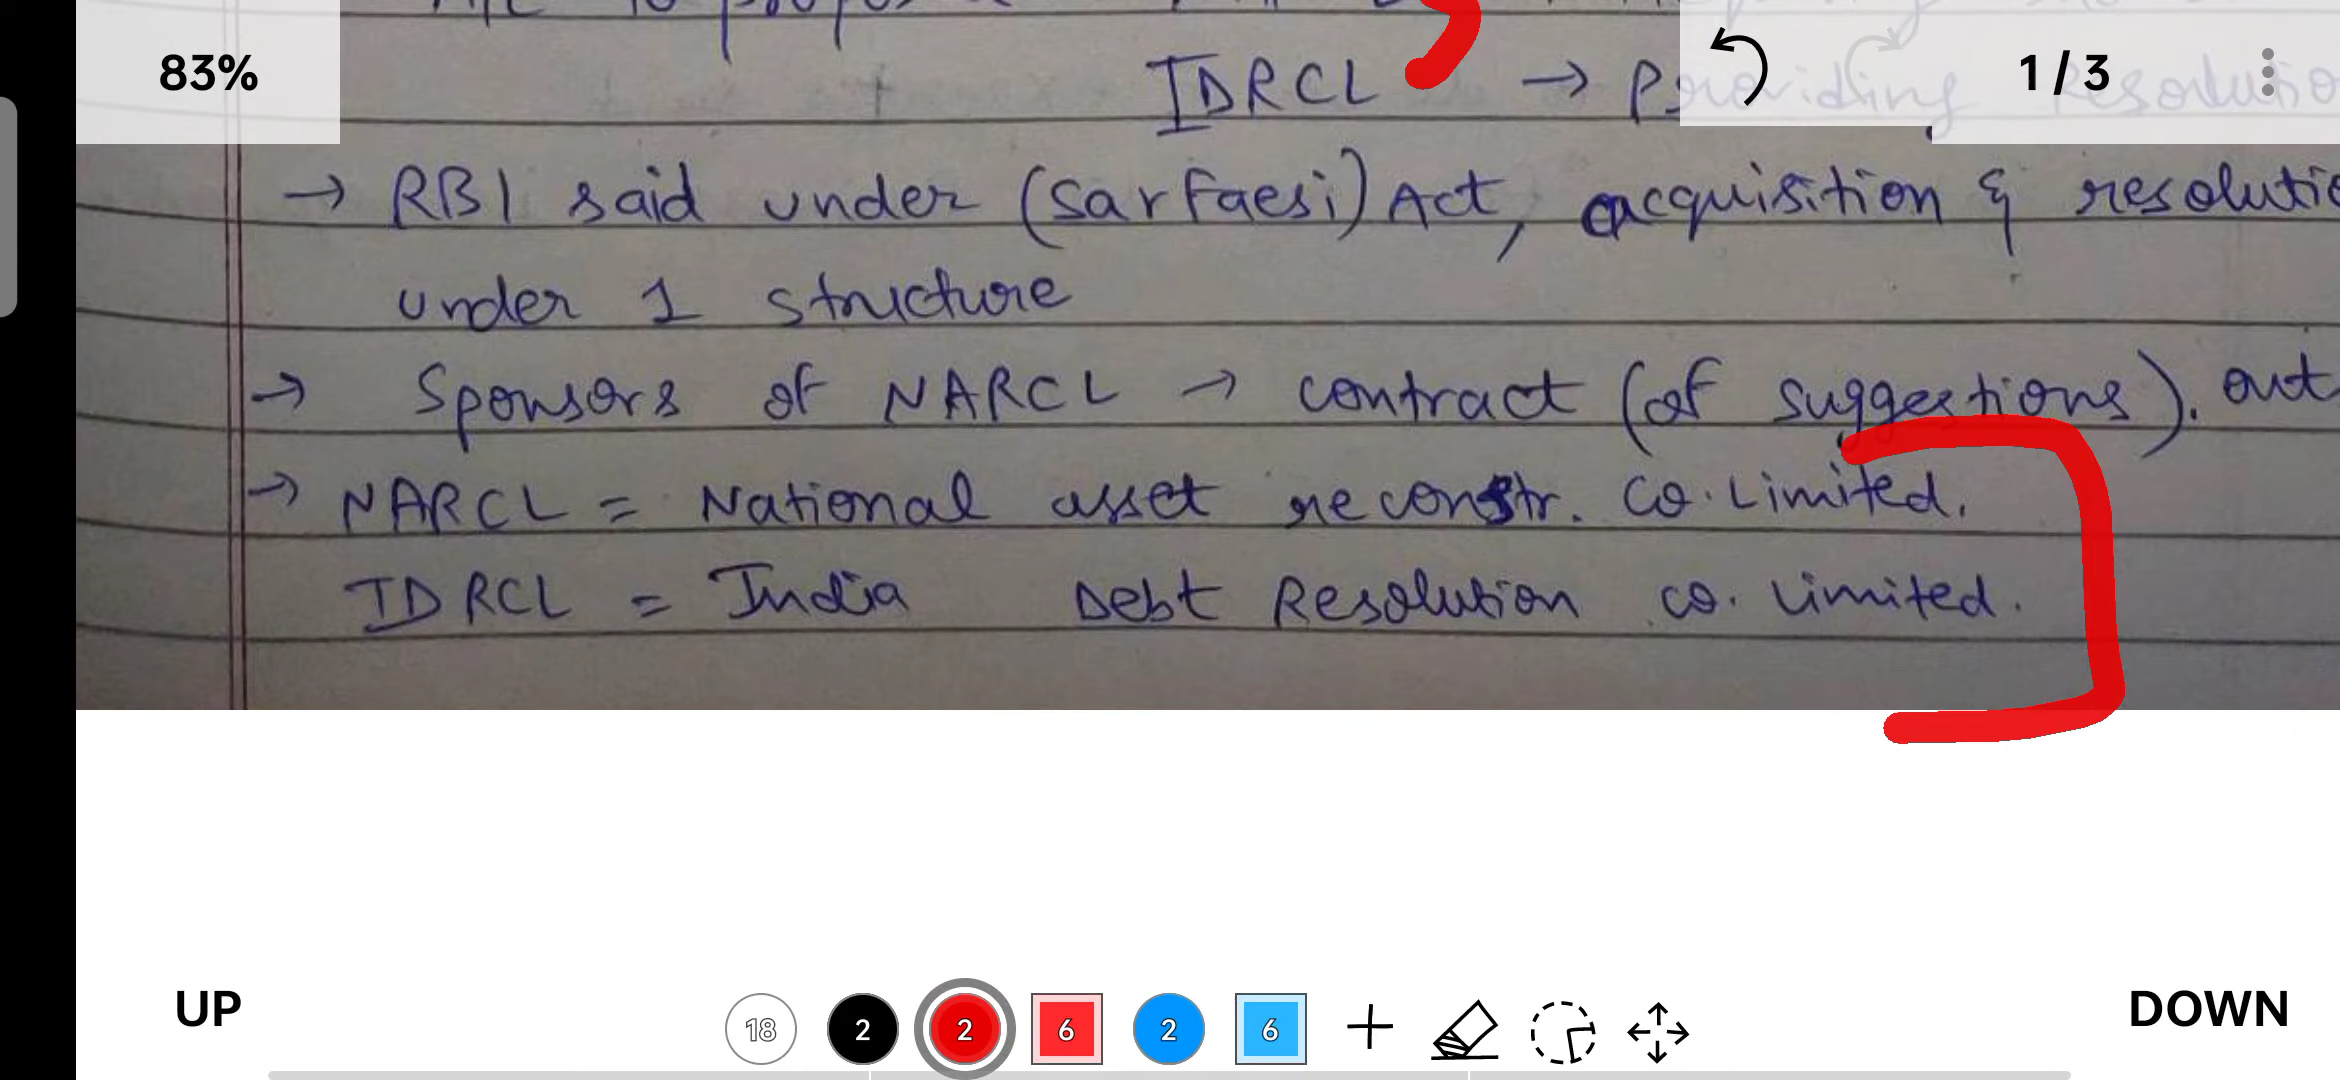 83%
1 / 3
IDRCL → Providing Resolutio
→ RBI said under (Sarfaesi) Act, acquisition & resolutio
under 1 structure
→ Sponsors of NARCL → contract (of suggestions). out
→ NARCL = National asset reconstr. Co. Limited.
IDRCL = India Debt Resolution co. Limited.
UP
18 2 2 6 2 6
DOWN